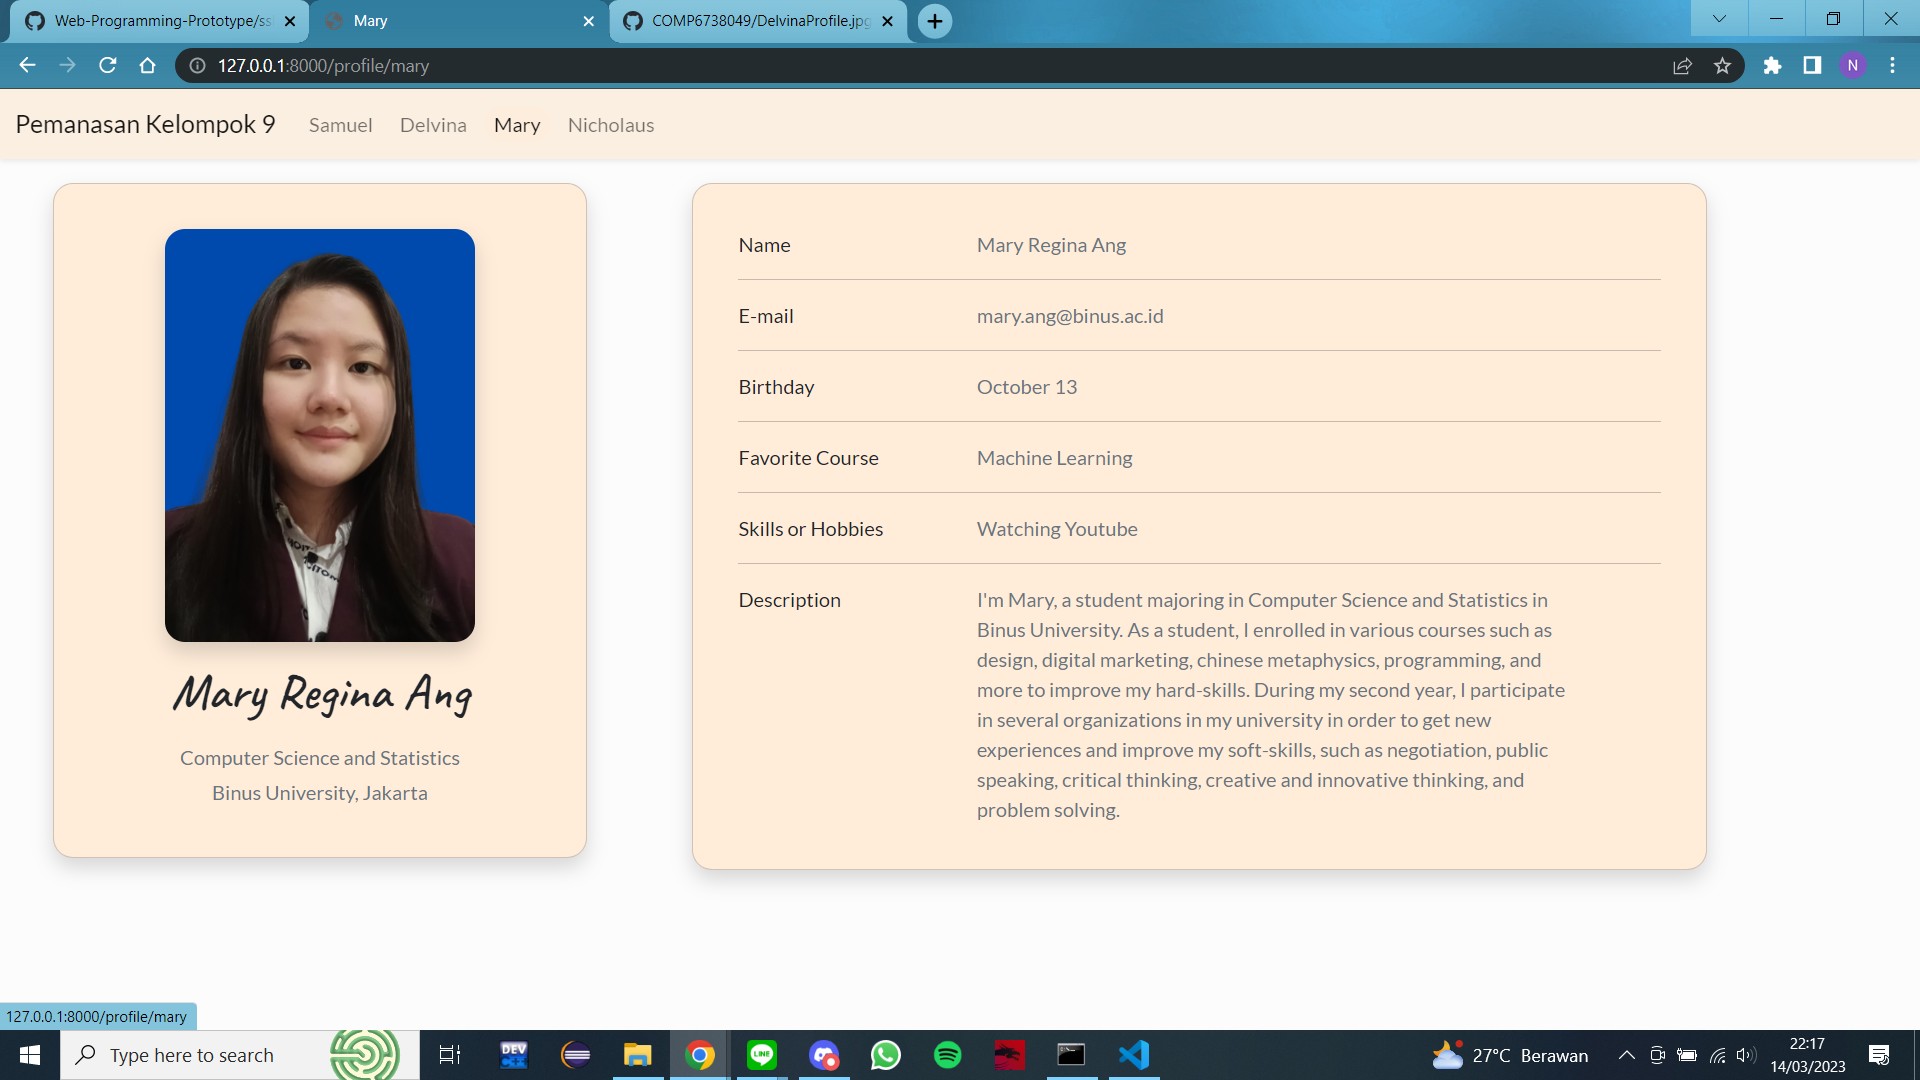 Web-Programming-Prototype/ss
Mary
COMP6738049/DelvinaProfile.jpg
127.0.0.1:8000/profile/mary
N
Pemanasan Kelompok 9
Samuel
Delvina
Mary
Nicholaus
Mary Regina Ang
Computer Science and Statistics
Binus University, Jakarta
Name
Mary Regina Ang
E-mail
mary.ang@binus.ac.id
Birthday
October 13
Favorite Course
Machine Learning
Skills or Hobbies
Watching Youtube
Description
I'm Mary, a student majoring in Computer Science and Statistics in
Binus University. As a student, I enrolled in various courses such as
design, digital marketing, chinese metaphysics, programming, and
more to improve my hard-skills. During my second year, I participate
in several organizations in my university in order to get new
experiences and improve my soft-skills, such as negotiation, public
speaking, critical thinking, creative and innovative thinking, and
problem solving.
127.0.0.1:8000/profile/mary
Type here to search
DEV
C++
LINE
27°C Berawan
22:17
14/03/2023